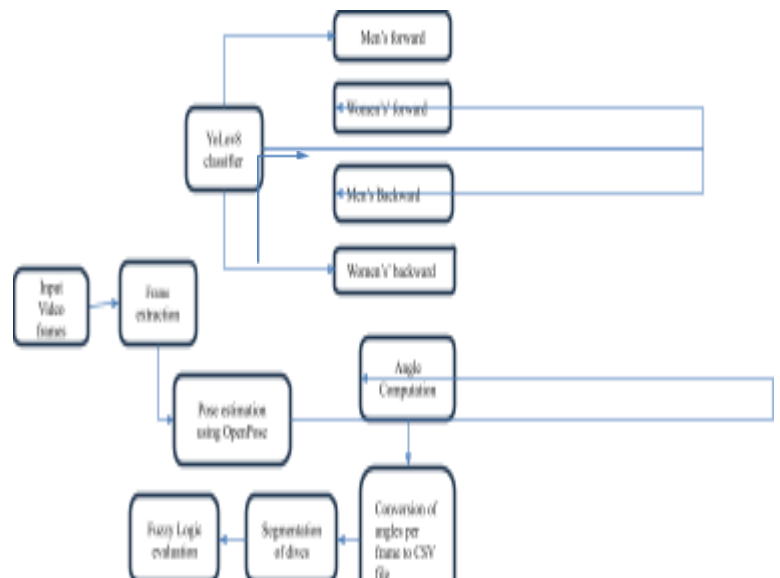 Men's forward
Women's' forward
YoLov8
classifier
Men's Backward
Women's' backward
Input
Video
frames
Frame
extraction
Angle
Computation
Pose estimation
using OpenPose
Conversion of
angles per
frame to CSV
file
Segmentation
of dives
Fuzzy Logic
evaluation